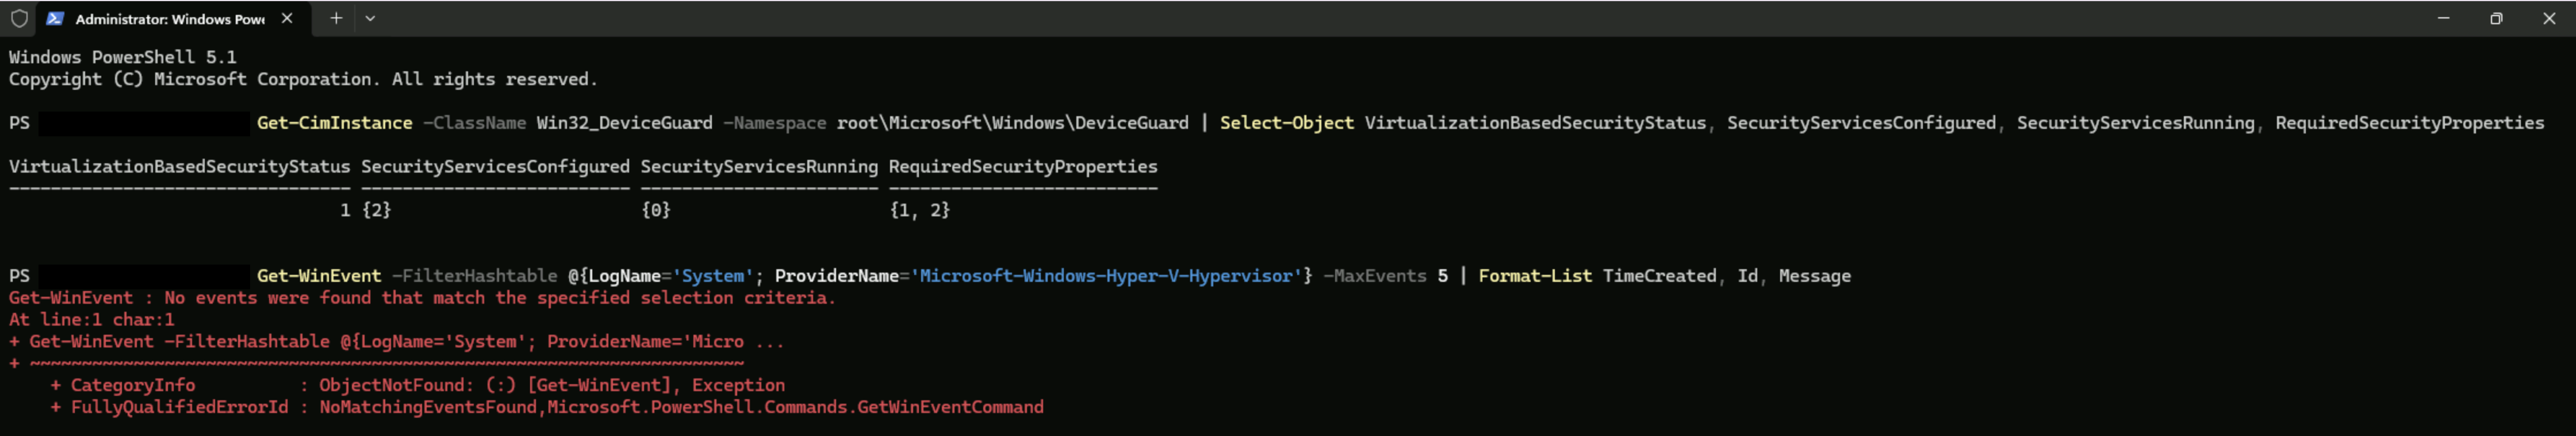 Administrator: Windows Powe
Windows PowerShell 5.1
Copyright (C) Microsoft Corporation. All rights reserved.
PS Get-CimInstance -ClassName Win32_DeviceGuard -Namespace root\Microsoft\Windows\DeviceGuard | Select-Object VirtualizationBasedSecurityStatus, SecurityServicesConfigured, SecurityServicesRunning, RequiredSecurityProperties
VirtualizationBasedSecurityStatus SecurityServicesConfigured SecurityServicesRunning RequiredSecurityProperties
--------------------------------- -------------------------- ----------------------- --------------------------
1 {2} {0} {1, 2}
PS Get-WinEvent -FilterHashtable @{LogName='System'; ProviderName='Microsoft-Windows-Hyper-V-Hypervisor'} -MaxEvents 5 | Format-List TimeCreated, Id, Message
Get-WinEvent : No events were found that match the specified selection criteria.
At line:1 char:1
+ Get-WinEvent -FilterHashtable @{LogName='System'; ProviderName='Micro ...
+ ~~~~~~~~~~~~~~~~~~~~~~~~~~~~~~~~~~~~~~~~~~~~~~~~~~~~~~~~~~~~~~~~~~~~~
+ CategoryInfo : ObjectNotFound: (:) [Get-WinEvent], Exception
+ FullyQualifiedErrorId : NoMatchingEventsFound,Microsoft.PowerShell.Commands.GetWinEventCommand